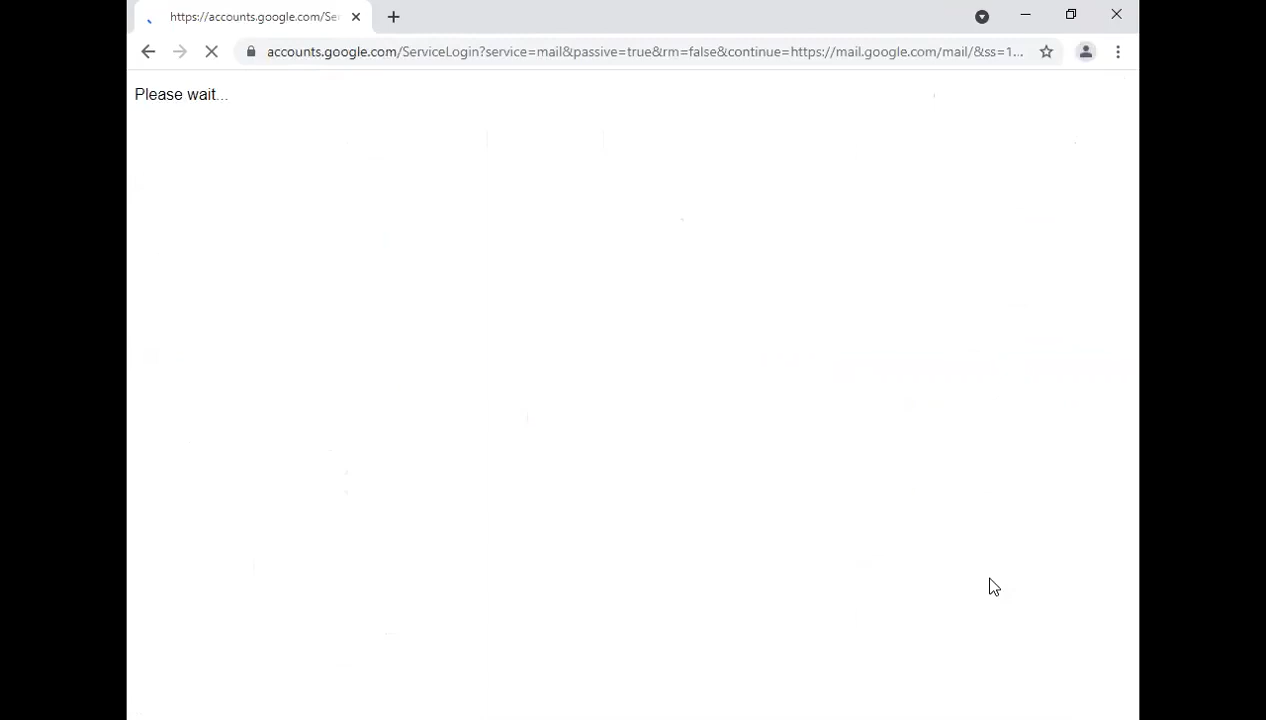 https://accounts.google.com/Ser
accounts.google.com/ServiceLogin?service=mail&passive=true&rm=false&continue=https://mail.google.com/mail/&ss=1...
Please wait...